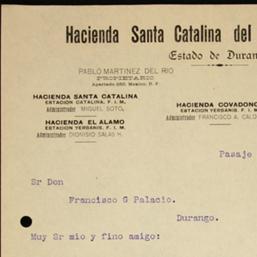 Hacienda Santa Catalina del
Estado de Duran
PABLO MARTINEZ DEL RIO
PROPIETARIO
Apartado 250, Mexico, D. F.
HACIENDA SANTA CATALINA
ESTACION CATALINA, F. I. M.
Administrador MIGUEL SOTO,
HACIENDA EL ALAMO
ESTACION YERBANIS, F. I. M.
Administrador DIONISIO SALAS H.
HACIENDA COVADONG
ESTACION YERBANIS, F. I. M.
Administrador FRANCISCO A. CALD
Pasaje
Sr Don
Francisco G Palacio.
Durango.
Muy Sr mio y fino amigo: